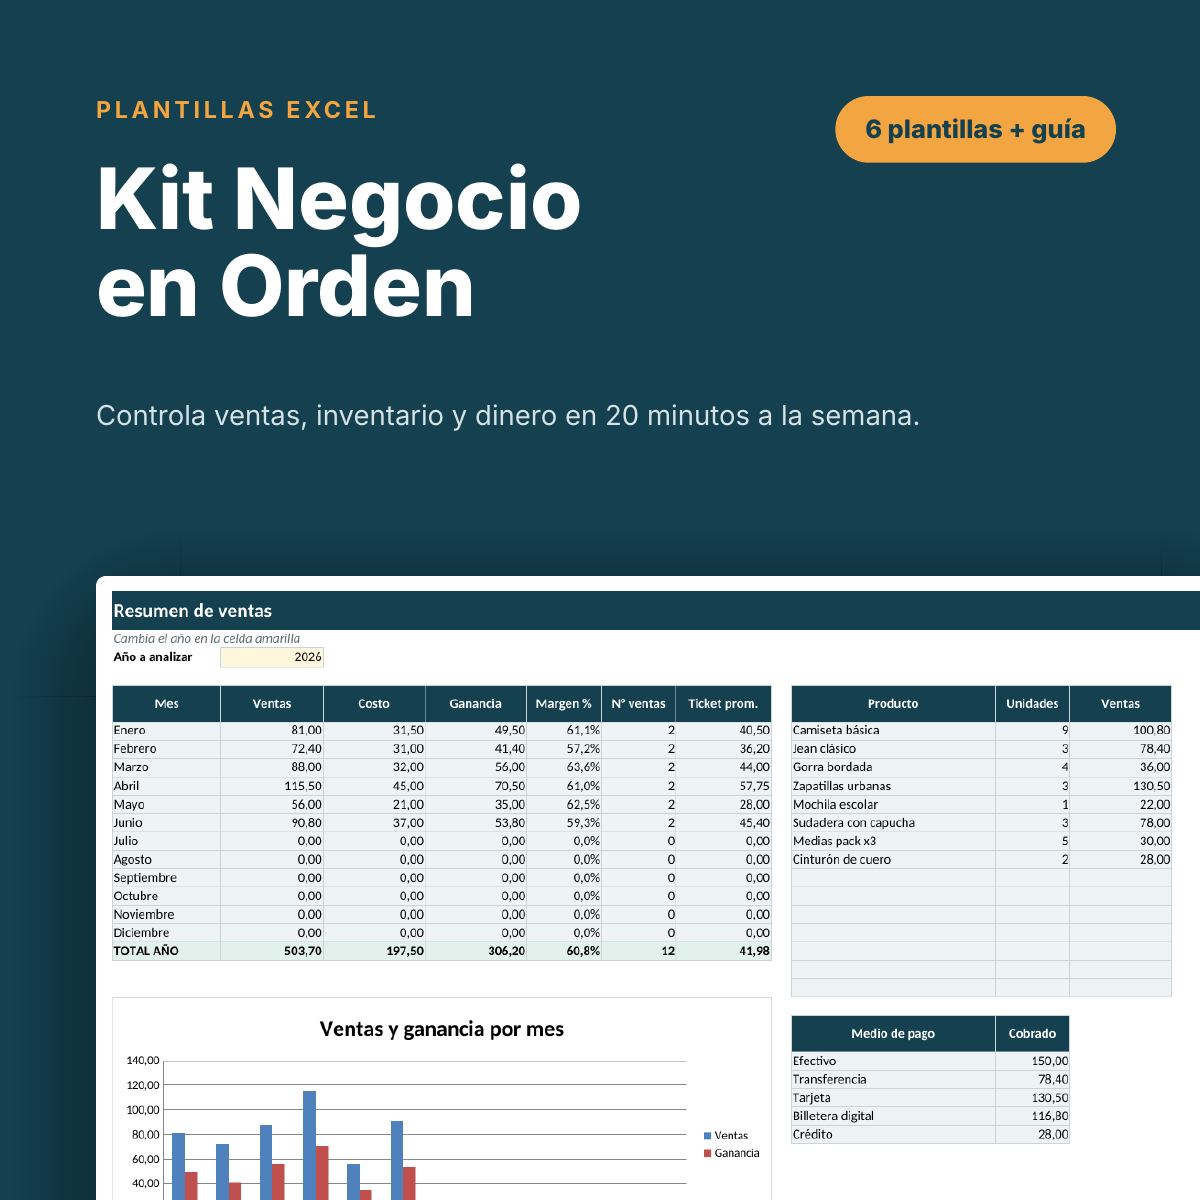 PLANTILLAS EXCEL
6 plantillas + guía
Kit Negocio
en Orden
Controla ventas, inventario y dinero en 20 minutos a la semana.
Resumen de ventas
Cambia el año en la celda amarilla
Año a analizar 2026
Mes Ventas Costo Ganancia Margen % N° ventas Ticket prom.
Enero 81,00 31,50 49,50 61,1% 2 40,50
Febrero 72,40 31,00 41,40 57,2% 2 36,20
Marzo 88,00 32,00 56,00 63,6% 2 44,00
Abril 115,50 45,00 70,50 61,0% 2 57,75
Mayo 56,00 21,00 35,00 62,5% 2 28,00
Junio 90,80 37,00 53,80 59,3% 2 45,40
Julio 0,00 0,00 0,00 0,0% 0 0,00
Agosto 0,00 0,00 0,00 0,0% 0 0,00
Septiembre 0,00 0,00 0,00 0,0% 0 0,00
Octubre 0,00 0,00 0,00 0,0% 0 0,00
Noviembre 0,00 0,00 0,00 0,0% 0 0,00
Diciembre 0,00 0,00 0,00 0,0% 0 0,00
TOTAL AÑO 503,70 197,50 306,20 60,8% 12 41,98
Producto Unidades Ventas
Camiseta básica 9 100,80
Jean clásico 3 78,40
Gorra bordada 4 36,00
Zapatillas urbanas 3 130,50
Mochila escolar 1 22,00
Sudadera con capucha 3 78,00
Medias pack x3 5 30,00
Cinturón de cuero 2 28,00
Ventas y ganancia por mes
140,00
120,00
100,00
80,00
60,00
40,00
Ventas
Ganancia
Medio de pago Cobrado
Efectivo 150,00
Transferencia 78,40
Tarjeta 130,50
Billetera digital 116,80
Crédito 28,00